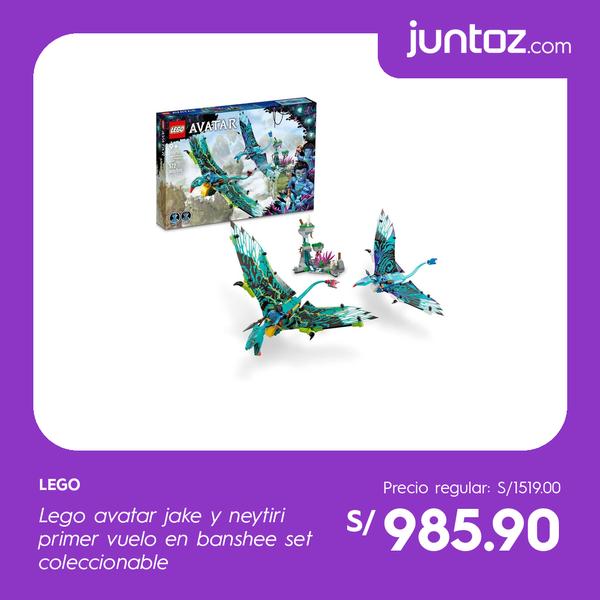 juntoz.com
LEGO AVATAR
9+
LEGO
Precio regular: S/1519.00
Lego avatar jake y neytiri
primer vuelo en banshee set
coleccionable
S/ 985.90